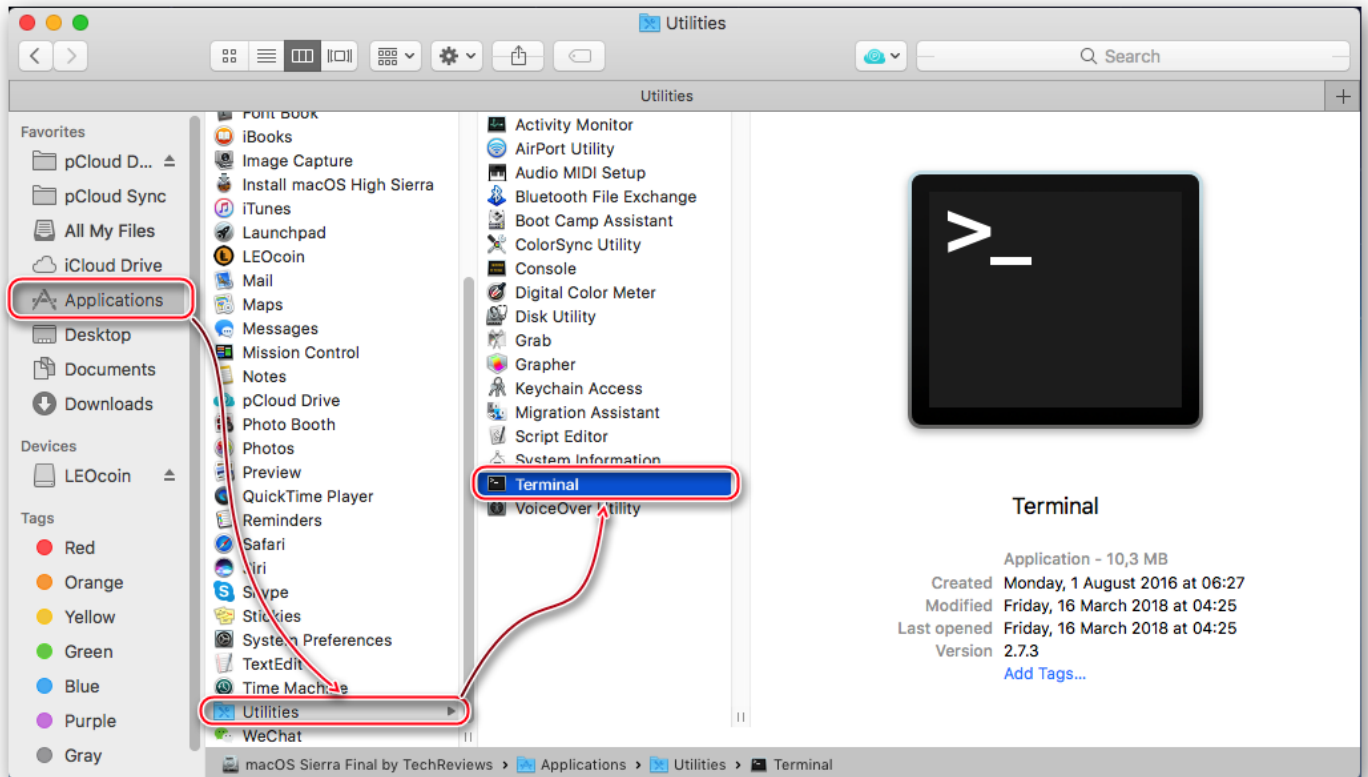 Utilities
Search
Utilities
Favorites
pCloud D...
pCloud Sync
All My Files
iCloud Drive
Applications
Desktop
Documents
Downloads
Devices
LEOcoin
Tags
Red
Orange
Yellow
Green
Blue
Purple
Gray
Font Book
iBooks
Image Capture
Install macOS High Sierra
iTunes
Launchpad
LEOcoin
Mail
Maps
Messages
Mission Control
Notes
pCloud Drive
Photo Booth
Photos
Preview
QuickTime Player
Reminders
Safari
Siri
Skype
Stickies
System Preferences
TextEdit
Time Machine
Utilities
WeChat
Activity Monitor
AirPort Utility
Audio MIDI Setup
Bluetooth File Exchange
Boot Camp Assistant
ColorSync Utility
Console
Digital Color Meter
Disk Utility
Grab
Grapher
Keychain Access
Migration Assistant
Script Editor
System Information
Terminal
VoiceOver Utility
>_
Terminal
Application - 10,3 MB
Created Monday, 1 August 2016 at 06:27
Modified Friday, 16 March 2018 at 04:25
Last opened Friday, 16 March 2018 at 04:25
Version 2.7.3
Add Tags...
macOS Sierra Final by TechReviews › Applications › Utilities › Terminal